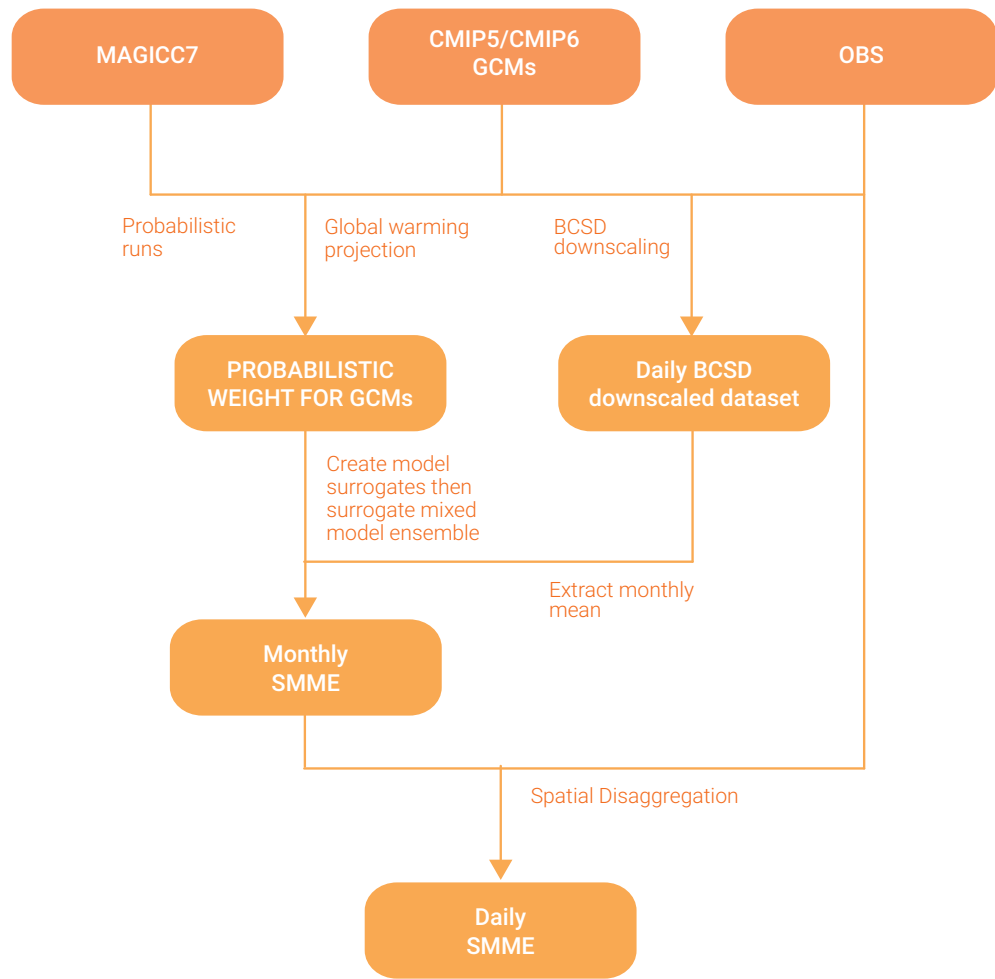 MAGICC7
CMIP5/CMIP6
GCMs
OBS
Probabilistic
runs
Global warming
projection
BCSD
downscaling
PROBABILISTIC
WEIGHT FOR GCMs
Daily BCSD
downscaled dataset
Create model
surrogates then
surrogate mixed
model ensemble
Extract monthly
mean
Monthly
SMME
Spatial Disaggregation
Daily
SMME